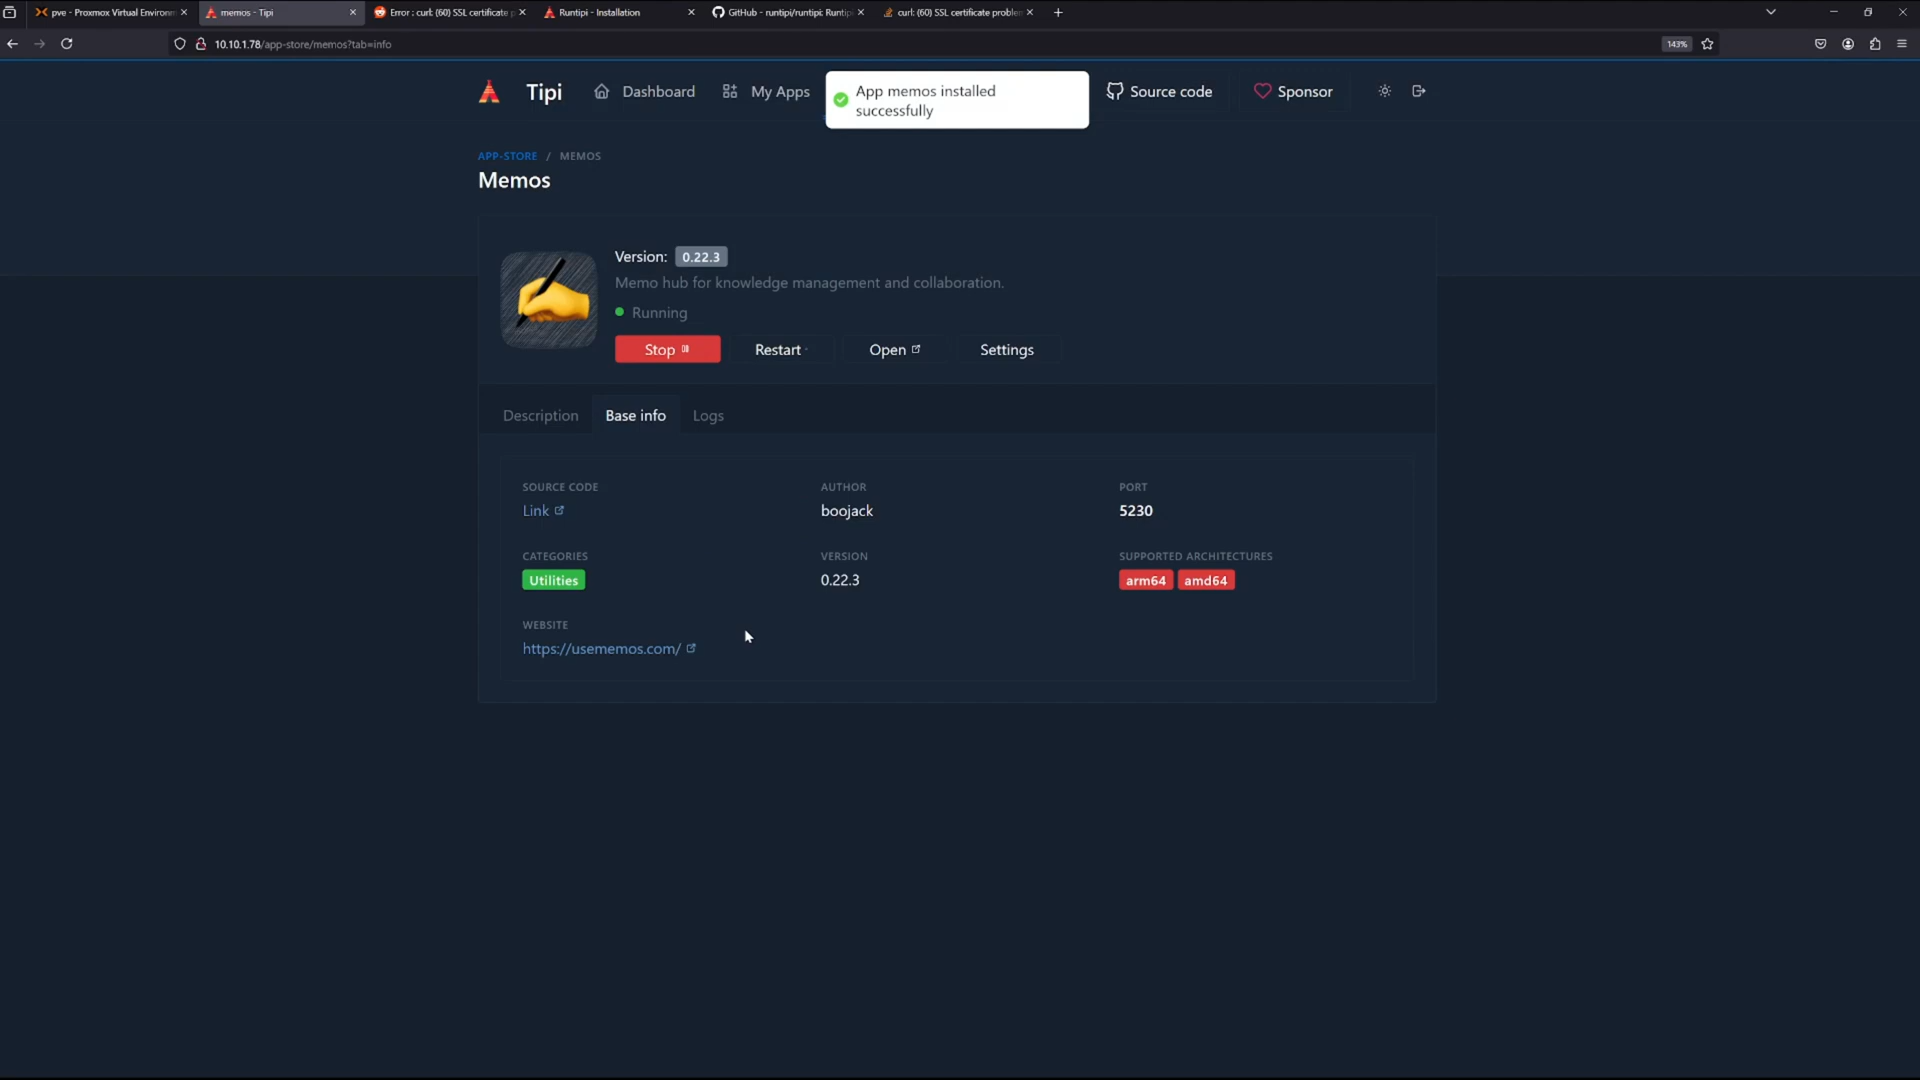 pve - Proxmox Virtual Environm
memos - Tipi
Error : curl: (60) SSL certificate p
Runtipi - Installation
GitHub - runtipi/runtipi: Runtipi
curl: (60) SSL certificate problem
10.10.1.78/app-store/memos?tab=info
143%
Tipi
Dashboard
My Apps
App memos installed
successfully
Source code
Sponsor
APP-STORE / MEMOS
Memos
Version: 0.22.3
Memo hub for knowledge management and collaboration.
Running
Stop
Restart
Open
Settings
Description
Base info
Logs
SOURCE CODE
Link
AUTHOR
boojack
PORT
5230
CATEGORIES
Utilities
VERSION
0.22.3
SUPPORTED ARCHITECTURES
arm64 amd64
WEBSITE
https://usememos.com/